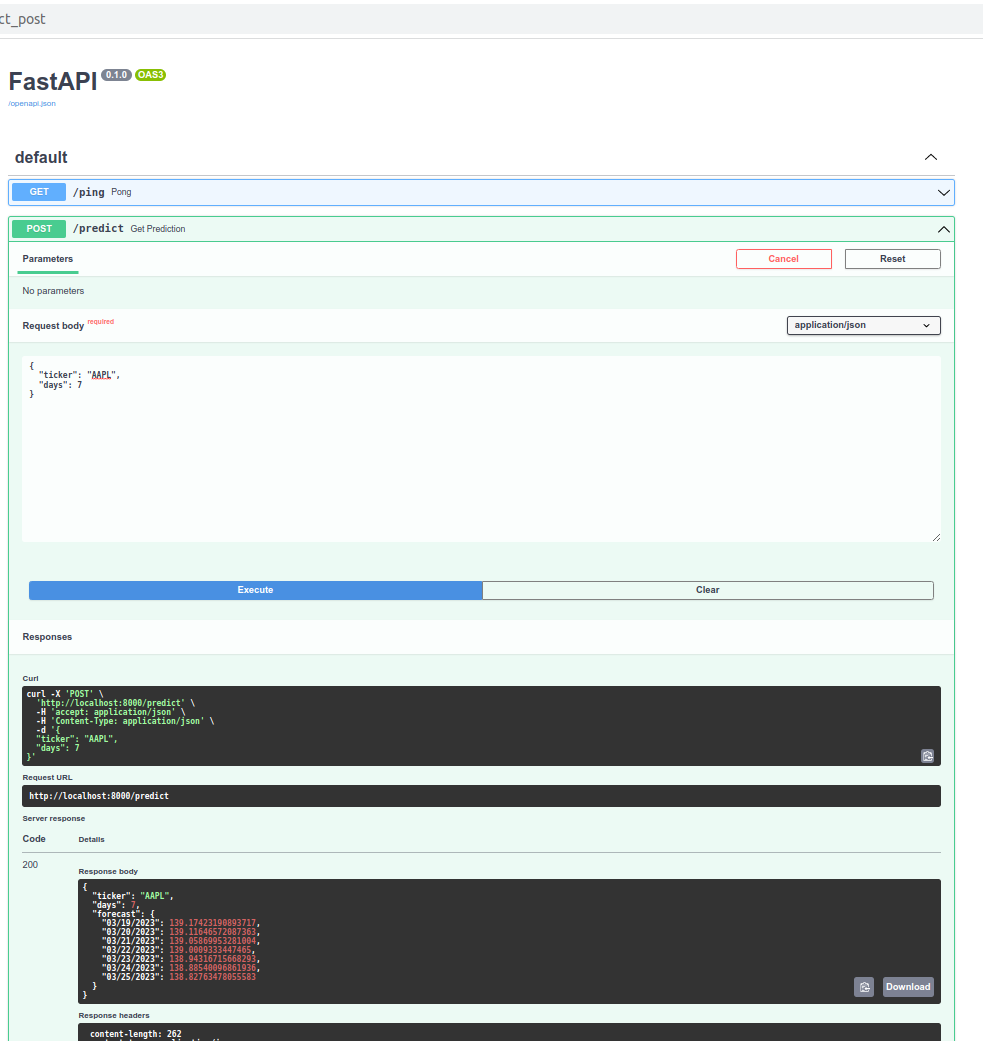 ct_post
FastAPI 0.1.0 OAS3
/openapi.json
default
GET /ping Pong
POST /predict Get Prediction
Parameters Cancel Reset
No parameters
Request body required application/json
{
  "ticker": "AAPL",
  "days": 7
}
Execute Clear
Responses
Curl
curl -X 'POST' \
  'http://localhost:8000/predict' \
  -H 'accept: application/json' \
  -H 'Content-Type: application/json' \
  -d '{
  "ticker": "AAPL",
  "days": 7
}'
Request URL
http://localhost:8000/predict
Server response
Code Details
200
Response body
{
  "ticker": "AAPL",
  "days": 7,
  "forecast": {
    "03/19/2023": 139.17423190893717,
    "03/20/2023": 139.11646572087363,
    "03/21/2023": 139.05869953281004,
    "03/22/2023": 139.0009333447465,
    "03/23/2023": 138.94316715668293,
    "03/24/2023": 138.88540096861936,
    "03/25/2023": 138.82763478055583
  }
}
Download
Response headers
content-length: 262